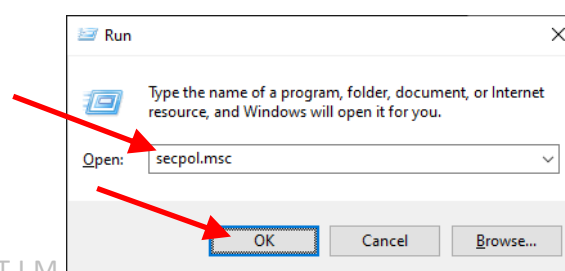 Run
Type the name of a program, folder, document, or Internet
resource, and Windows will open it for you.
Open: secpol.msc
OK Cancel Browse...
T I M